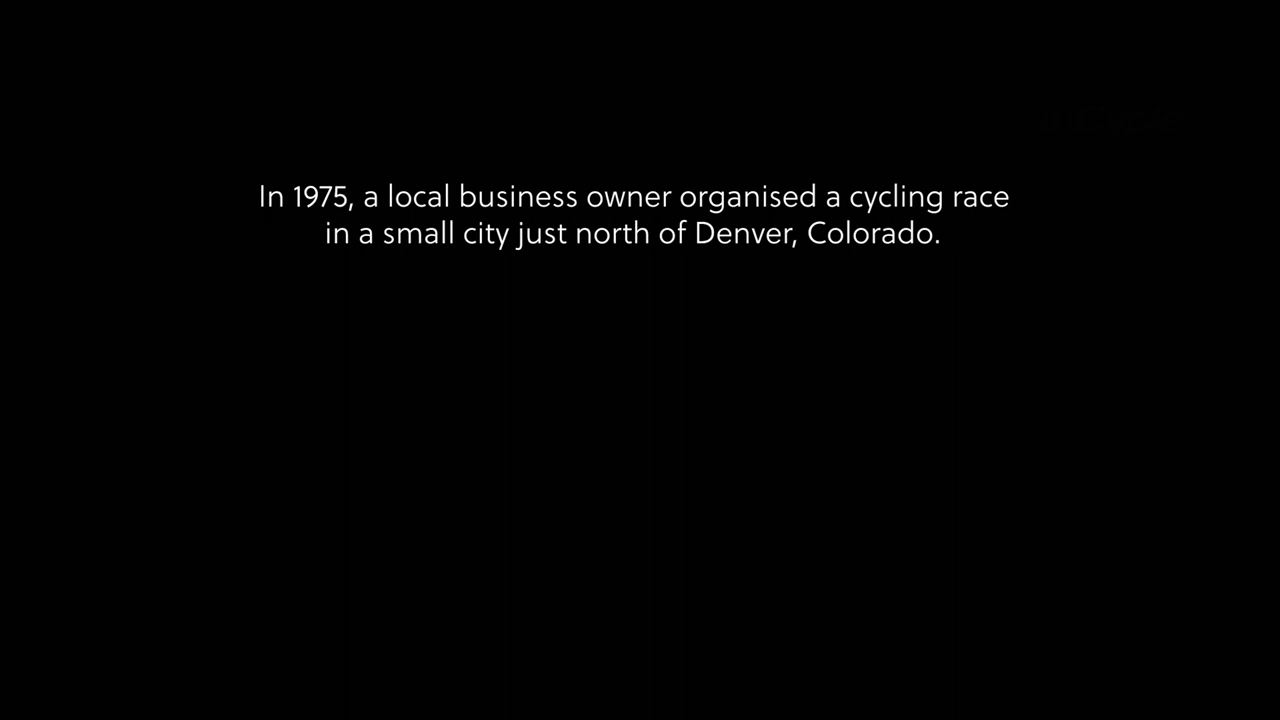 In 1975, a local business owner organised a cycling race
in a small city just north of Denver, Colorado.